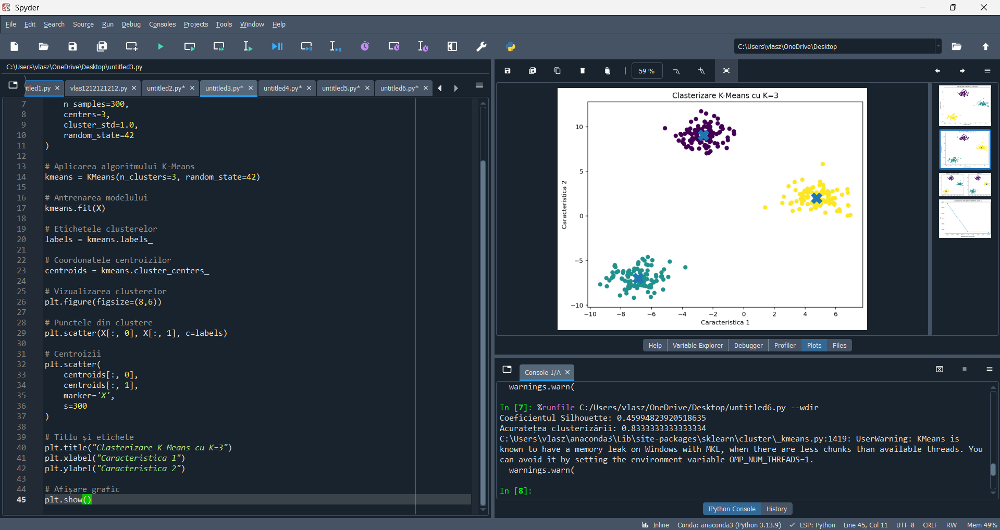 Spyder
File Edit Search Source Run Debug Consoles Projects Tools Window Help
C:\Users\vlasz\OneDrive\Desktop
C:\Users\vlasz\OneDrive\Desktop\untitled3.py
itled1.py vlas1212121212.py untitled2.py* untitled3.py* untitled4.py* untitled5.py* untitled6.py*
7 n_samples=300,
8 centers=3,
9 cluster_std=1.0,
10 random_state=42
11 )
12
13 # Aplicarea algoritmului K-Means
14 kmeans = KMeans(n_clusters=3, random_state=42)
15
16 # Antrenarea modelului
17 kmeans.fit(X)
18
19 # Etichetele clusterelor
20 labels = kmeans.labels_
21
22 # Coordonatele centroizilor
23 centroids = kmeans.cluster_centers_
24
25 # Vizualizarea clusterelor
26 plt.figure(figsize=(8,6))
27
28 # Punctele din clustere
29 plt.scatter(X[:, 0], X[:, 1], c=labels)
30
31 # Centroizii
32 plt.scatter(
33 centroids[:, 0],
34 centroids[:, 1],
35 marker='X',
36 s=300
37 )
38
39 # Titlu și etichete
40 plt.title("Clasterizare K-Means cu K=3")
41 plt.xlabel("Caracteristica 1")
42 plt.ylabel("Caracteristica 2")
43
44 # Afișare grafic
45 plt.show()
59 %
Clasterizare K-Means cu K=3
Caracteristica 2
10
5
0
−5
−10
−10 −8 −6 −4 −2 0 2 4 6
Caracteristica 1
Help Variable Explorer Debugger Profiler Plots Files
Console 1/A
warnings.warn(
In [7]: %runfile C:/Users/vlasz/OneDrive/Desktop/untitled6.py --wdir
Coeficientul Silhouette: 0.45994823920518635
Acuratețea clusterizării: 0.8333333333333334
C:\Users\vlasz\anaconda3\Lib\site-packages\sklearn\cluster\_kmeans.py:1419: UserWarning: KMeans is
known to have a memory leak on Windows with MKL, when there are less chunks than available threads. You
can avoid it by setting the environment variable OMP_NUM_THREADS=1.
warnings.warn(
In [8]:
IPython Console History
Inline Conda: anaconda3 (Python 3.13.9) LSP: Python Line 45, Col 11 UTF-8 CRLF RW Mem 49%